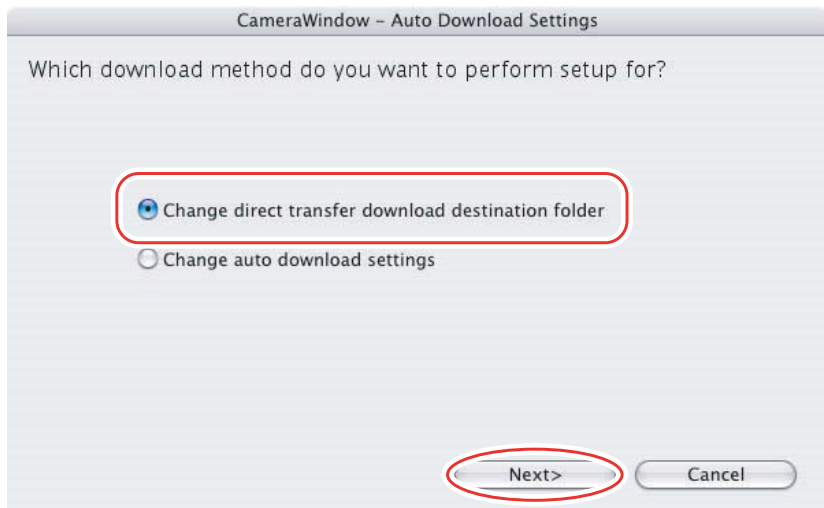 CameraWindow – Auto Download Settings
Which download method do you want to perform setup for?
Change direct transfer download destination folder
Change auto download settings
Next> Cancel